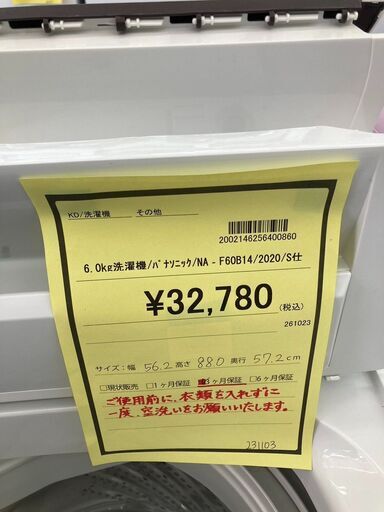 KD/洗濯機 その他
2002146256400860
6.0kg洗濯機/パナソニック/NA - F60B14/2020/S仕
¥32,780(税込)
261023
サイズ: 幅 56.2 高さ 880 奥行 57.2cm
□現状販売 □1ヶ月保証 ■3ヶ月保証 □6ヶ月保証
ご使用前に、衣類を入れずに
一度、空洗いをお願いいたします。
231103